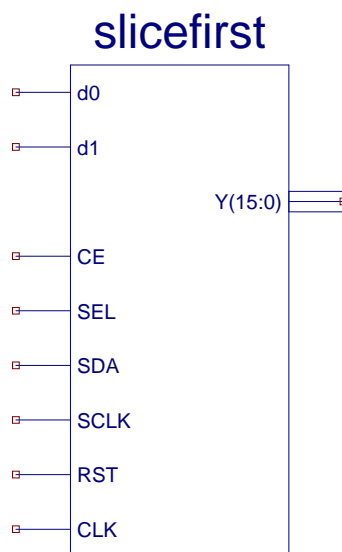 slicefirst
d0
d1
Y(15:0)
CE
SEL
SDA
SCLK
RST
CLK